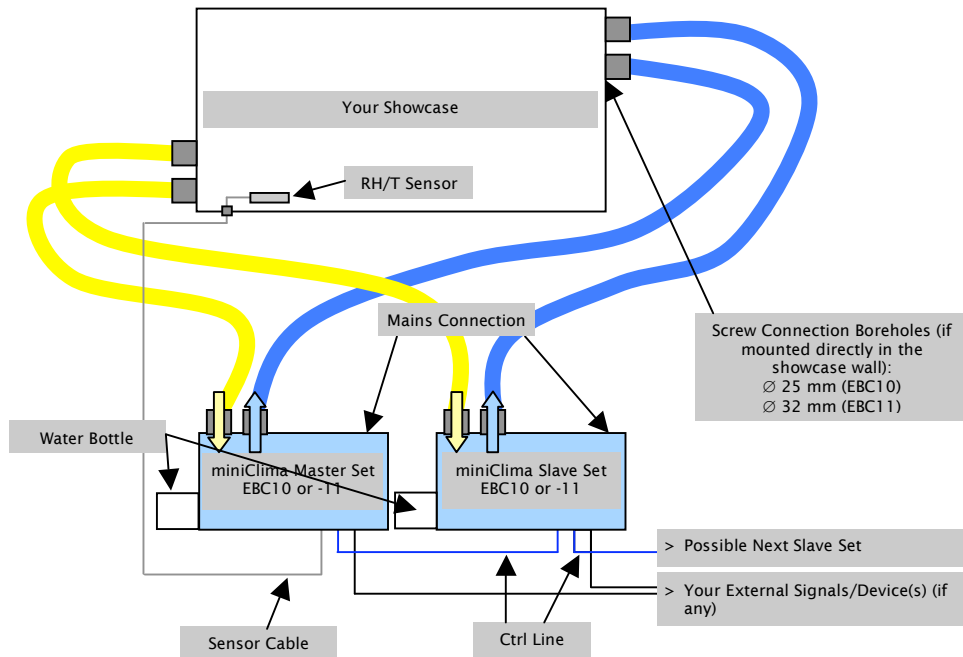 Your Showcase
RH/T Sensor
Mains Connection
Screw Connection Boreholes (if
mounted directly in the
showcase wall):
∅ 25 mm (EBC10)
∅ 32 mm (EBC11)
Water Bottle
miniClima Master Set
EBC10 or -11
miniClima Slave Set
EBC10 or -11
> Possible Next Slave Set
> Your External Signals/Device(s) (if
any)
Sensor Cable
Ctrl Line